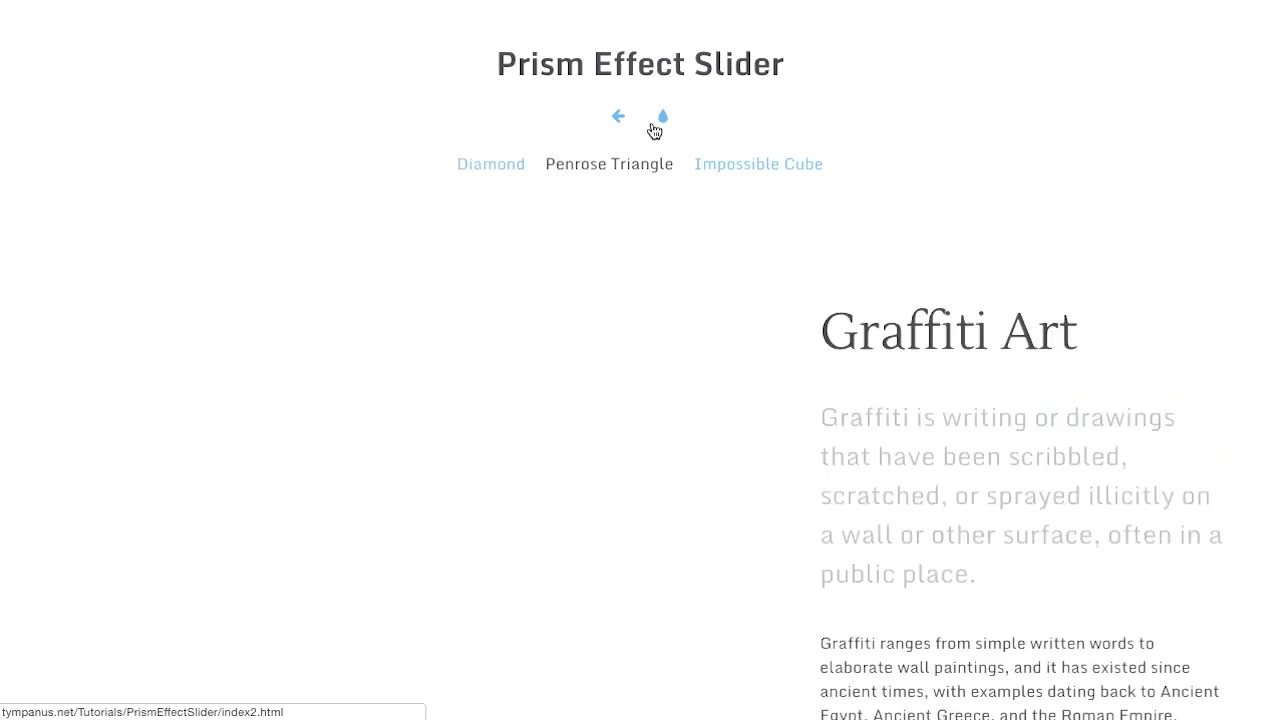 Prism Effect Slider
Diamond Penrose Triangle Impossible Cube
Graffiti Art
Graffiti is writing or drawings
that have been scribbled,
scratched, or sprayed illicitly on
a wall or other surface, often in a
public place.
Graffiti ranges from simple written words to
elaborate wall paintings, and it has existed since
ancient times, with examples dating back to Ancient
Egypt, Ancient Greece, and the Roman Empire.
tympanus.net/Tutorials/PrismEffectSlider/index2.html